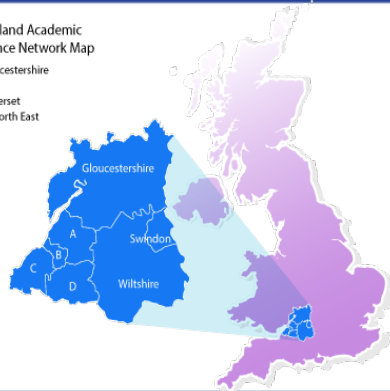 land Academic
nce Network Map
cestershire
erset
orth East
Gloucestershire
A
Swindon
B
C
D
Wiltshire